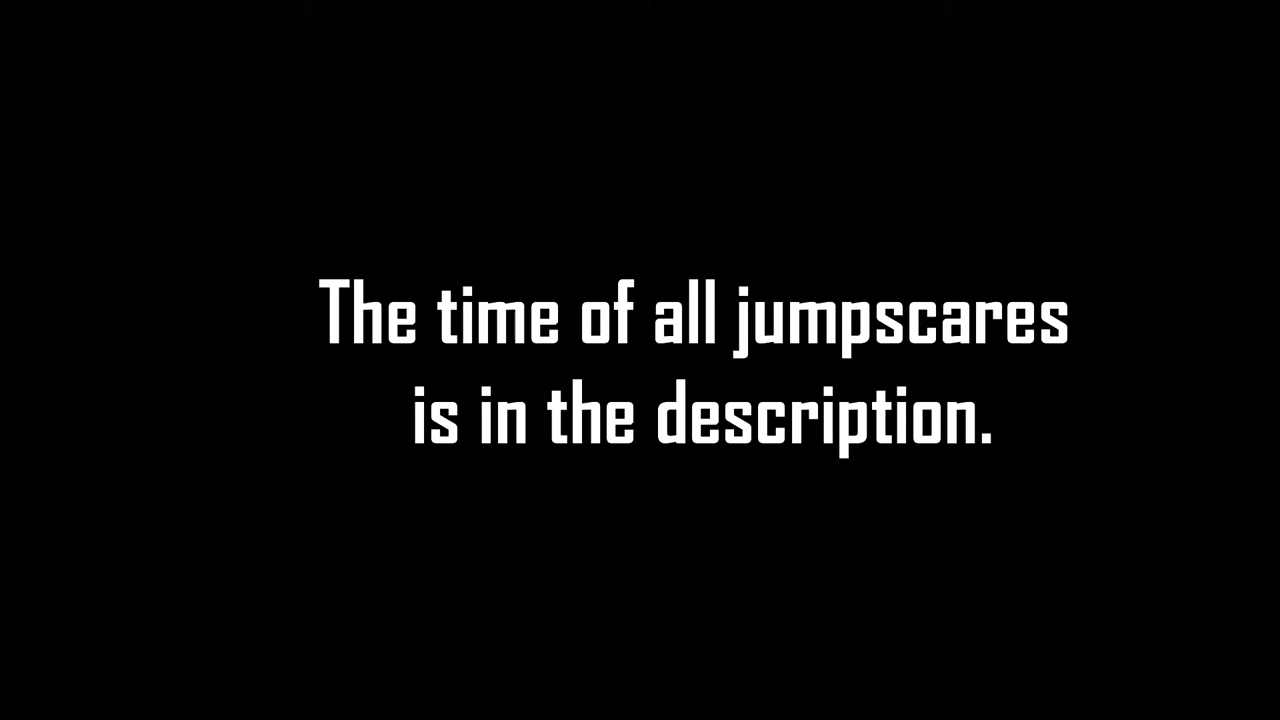 The time of all jumpscares
is in the description.